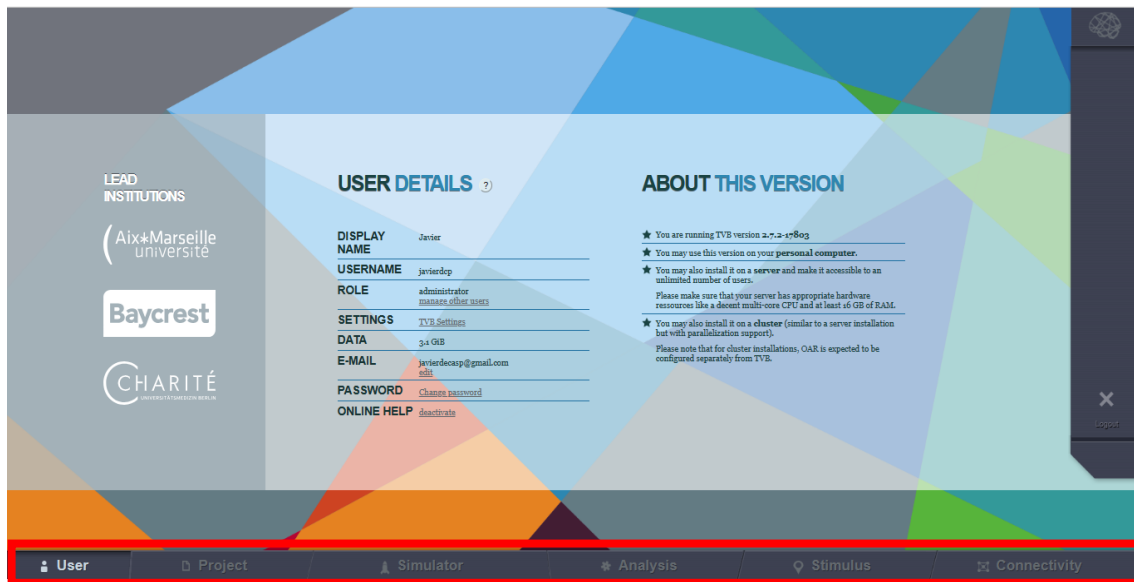 LEAD
INSTITUTIONS
Aix*Marseille
université
Baycrest
CHARITÉ
UNIVERSITÄTSMEDIZIN BERLIN
USER DETAILS ?
DISPLAY NAME Javier
USERNAME javierdcp
ROLE administrator
manage other users
SETTINGS TVB Settings
DATA 3.1 GiB
E-MAIL javierdecasp@gmail.com
edit
PASSWORD Change password
ONLINE HELP deactivate
ABOUT THIS VERSION
You are running TVB version 2.7.2-17803
You may use this version on your personal computer.
You may also install it on a server and make it accessible to an
unlimited number of users.
Please make sure that your server has appropriate hardware
ressources like a decent multi-core CPU and at least 16 GB of RAM.
You may also install it on a cluster (similar to a server installation
but with parallelization support).
Please note that for cluster installations, OAR is expected to be
configured separately from TVB.
Logout
User Project Simulator Analysis Stimulus Connectivity